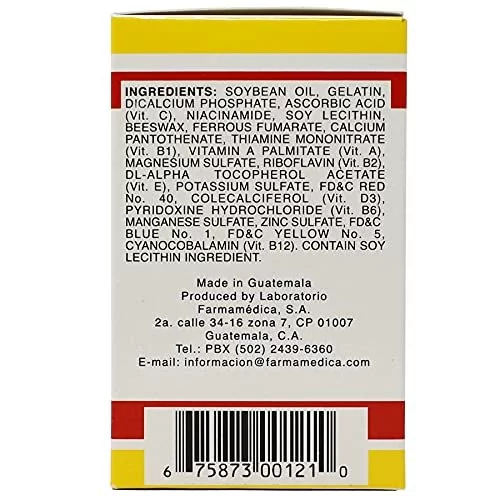 INGREDIENTS: SOYBEAN OIL, GELATIN,
DICALCIUM PHOSPHATE, ASCORBIC ACID
(Vit. C), NIACINAMIDE, SOY LECITHIN,
BEESWAX, FERROUS FUMARATE, CALCIUM
PANTOTHENATE, THIAMINE MONONITRATE
(Vit. B1), VITAMIN A PALMITATE (Vit. A),
MAGNESIUM SULFATE, RIBOFLAVIN (Vit. B2),
DL-ALPHA TOCOPHEROL ACETATE
(Vit. E), POTASSIUM SULFATE, FD&C RED
No. 40, COLECALCIFEROL (Vit. D3),
PYRIDOXINE HYDROCHLORIDE (Vit. B6),
MANGANESE SULFATE, ZINC SULFATE, FD&C
BLUE No. 1, FD&C YELLOW No. 5,
CYANOCOBALAMIN (Vit. B12). CONTAIN SOY
LECITHIN INGREDIENT.
Made in Guatemala
Produced by Laboratorio
Farmamédica, S.A.
2a. calle 34-16 zona 7, CP 01007
Guatemala, C.A.
Tel.: PBX (502) 2439-6360
E-mail: informacion@farmamedica.com
6 75873 00121 0